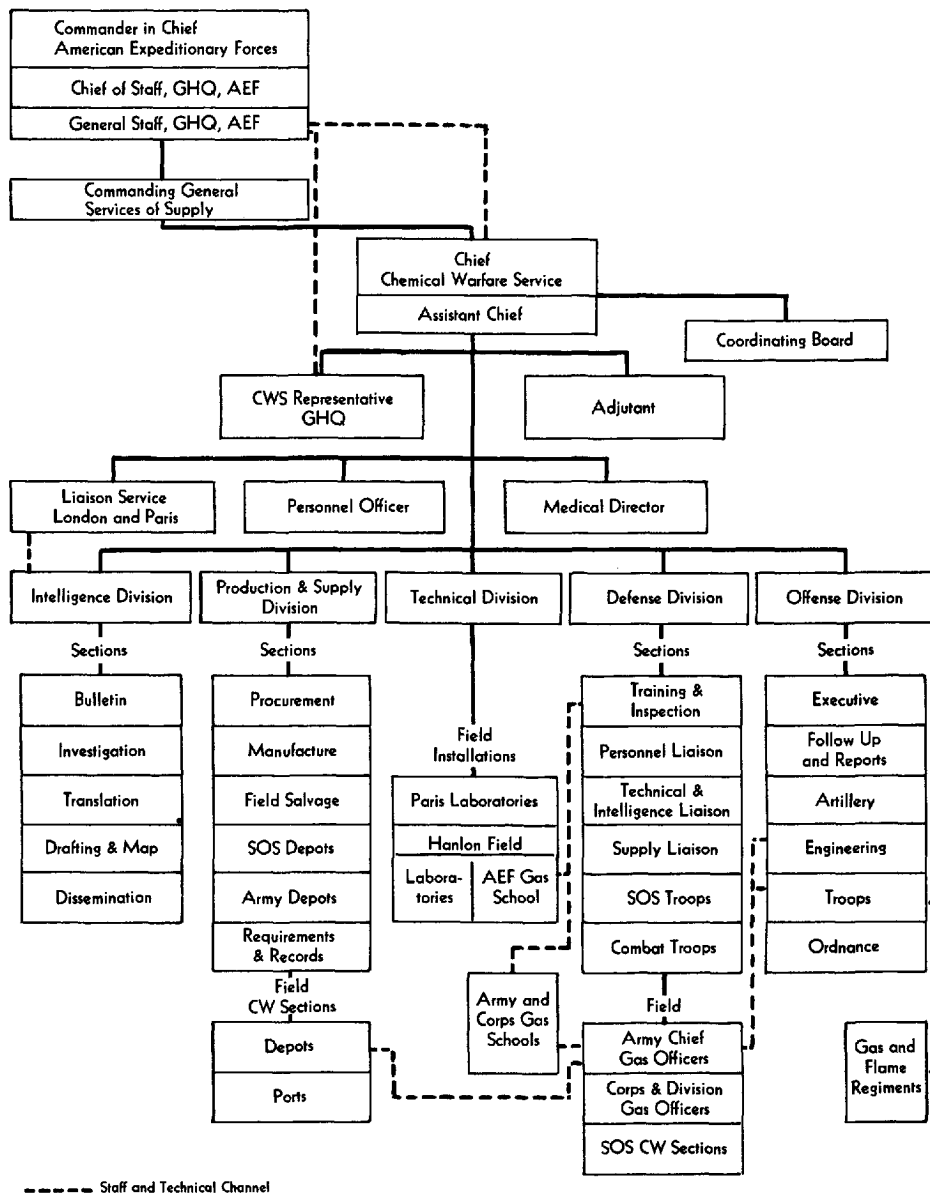 Commander in Chief
American Expeditionary Forces
Chief of Staff, GHQ, AEF
General Staff, GHQ, AEF
Commanding General
Services of Supply
Chief
Chemical Warfare Service
Assistant Chief
Coordinating Board
CWS Representative
GHQ
Adjutant
Liaison Service
London and Paris
Personnel Officer
Medical Director
Intelligence Division
Production & Supply
Division
Technical Division
Defense Division
Offense Division
Sections
Bulletin
Investigation
Translation
Drafting & Map
Dissemination
Sections
Procurement
Manufacture
Field Salvage
SOS Depots
Army Depots
Requirements
& Records
Field
CW Sections
Depots
Ports
Field
Installations
Paris Laboratories
Hanlon Field
Labora-
tories
AEF Gas
School
Army and
Corps Gas
Schools
Sections
Training &
Inspection
Personnel Liaison
Technical &
Intelligence Liaison
Supply Liaison
SOS Troops
Combat Troops
Field
Army Chief
Gas Officers
Corps & Division
Gas Officers
SOS CW Sections
Sections
Executive
Follow Up
and Reports
Artillery
Engineering
Troops
Ordnance
Gas and
Flame
Regiments
Staff and Technical Channel